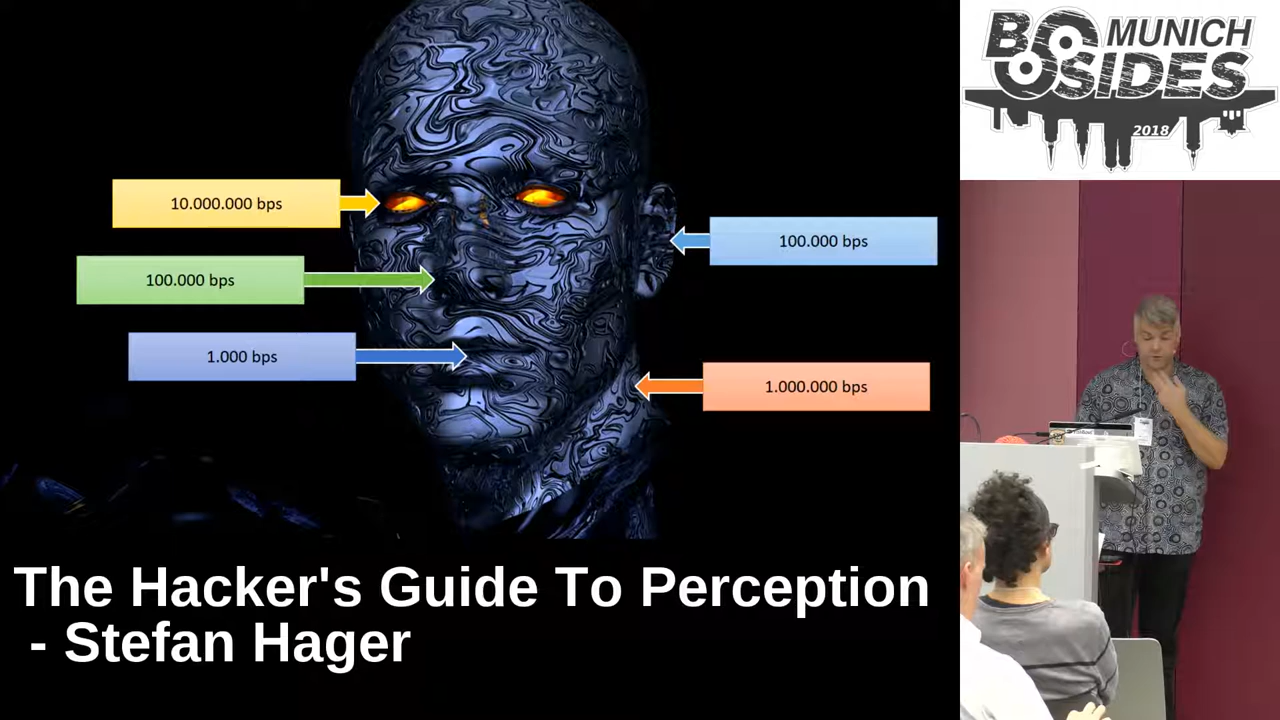 10.000.000 bps
100.000 bps
100.000 bps
1.000 bps
1.000.000 bps
The Hacker's Guide To Perception
- Stefan Hager
BSIDES MUNICH
2018